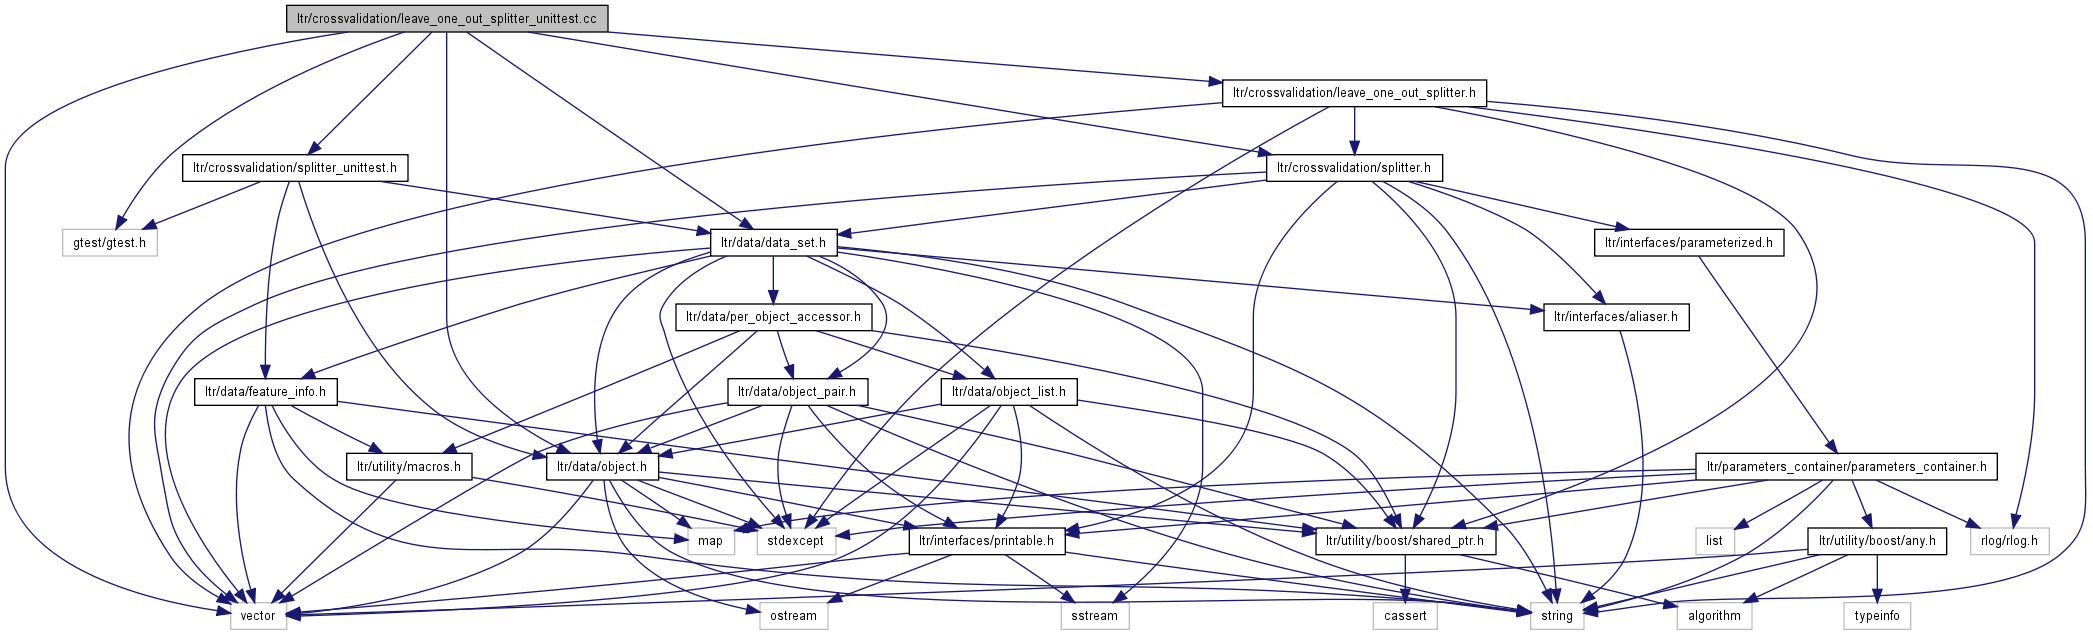 ltr/crossvalidation/leave_one_out_splitter_unittest.cc
ltr/crossvalidation/leave_one_out_splitter.h
ltr/crossvalidation/splitter_unittest.h
ltr/crossvalidation/splitter.h
gtest/gtest.h
ltr/data/data_set.h
ltr/interfaces/parameterized.h
ltr/data/per_object_accessor.h
ltr/interfaces/aliaser.h
ltr/data/feature_info.h
ltr/data/object_pair.h
ltr/data/object_list.h
ltr/utility/macros.h
ltr/data/object.h
ltr/parameters_container/parameters_container.h
map
stdexcept
ltr/interfaces/printable.h
ltr/utility/boost/shared_ptr.h
list
ltr/utility/boost/any.h
rlog/rlog.h
vector
ostream
sstream
cassert
string
algorithm
typeinfo